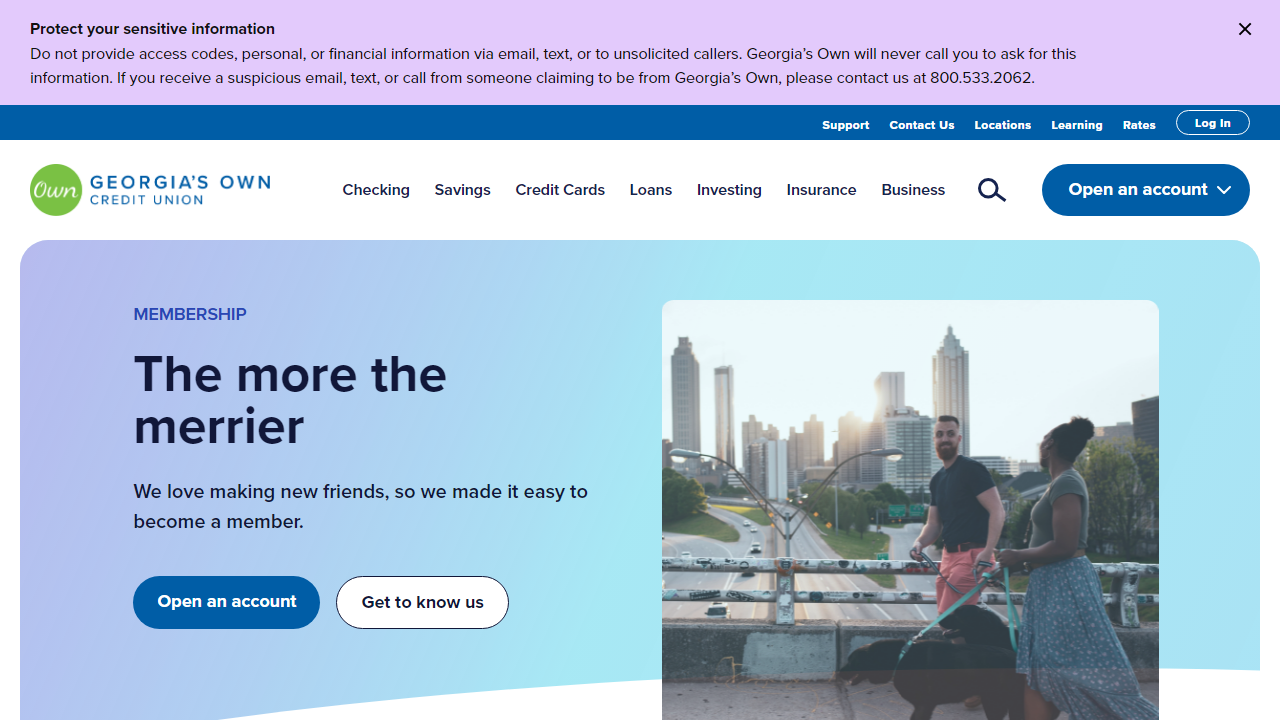 Protect your sensitive information
Do not provide access codes, personal, or financial information via email, text, or to unsolicited callers. Georgia’s Own will never call you to ask for this
information. If you receive a suspicious email, text, or call from someone claiming to be from Georgia’s Own, please contact us at 800.533.2062.
Support Contact Us Locations Learning Rates Log In
Own GEORGIA’S OWN
CREDIT UNION
Checking Savings Credit Cards Loans Investing Insurance Business Open an account
MEMBERSHIP
The more the
merrier
We love making new friends, so we made it easy to
become a member.
Open an account Get to know us